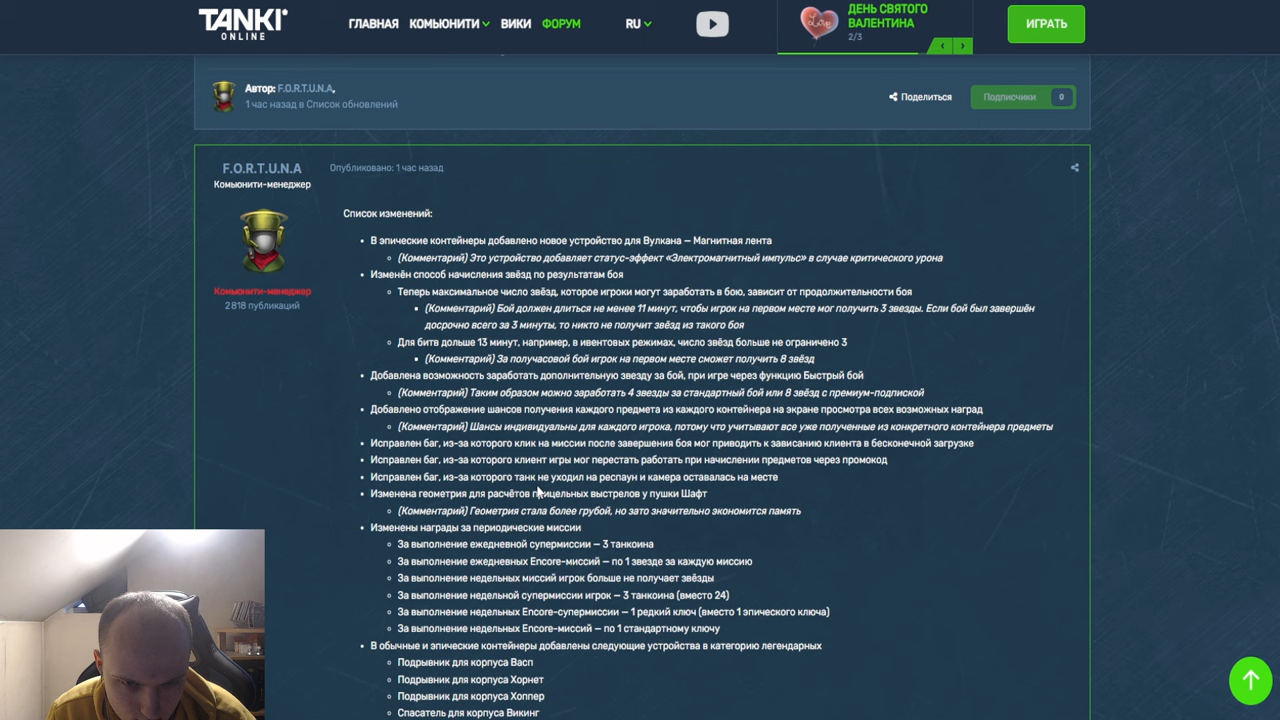 TANKI
ONLINE
ГЛАВНАЯ КОМЬЮНИТИ ВИКИ ФОРУМ RU
ДЕНЬ СВЯТОГО
ВАЛЕНТИНА
2/3
Love
ИГРАТЬ
Автор: F.O.R.T.U.N.A,
1 час назад в Список обновлений
Поделиться
Подписчики 0
F.O.R.T.U.N.A
Комьюнити-менеджер
Опубликовано: 1 час назад
Комьюнити-менеджер
2 818 публикаций
Список изменений:
В эпические контейнеры добавлено новое устройство для Вулкана — Магнитная лента
(Комментарий) Это устройство добавляет статус-эффект «Электромагнитный импульс» в случае критического урона
Изменён способ начисления звёзд по результатам боя
Теперь максимальное число звёзд, которое игроки могут заработать в бою, зависит от продолжительности боя
(Комментарий) Бой должен длиться не менее 11 минут, чтобы игрок на первом месте мог получить 3 звезды. Если бой был завершён
досрочно всего за 3 минуты, то никто не получит звёзд из такого боя
Для битв дольше 13 минут, например, в ивентовых режимах, число звёзд больше не ограничено 3
(Комментарий) За получасовой бой игрок на первом месте сможет получить 8 звёзд
Добавлена возможность заработать дополнительную звезду за бой, при игре через функцию Быстрый бой
(Комментарий) Таким образом можно заработать 4 звезды за стандартный бой или 8 звёзд с премиум-подпиской
Добавлено отображение шансов получения каждого предмета из каждого контейнера на экране просмотра всех возможных наград
(Комментарий) Шансы индивидуальны для каждого игрока, потому что учитывают все уже полученные из конкретного контейнера предметы
Исправлен баг, из-за которого клик на миссии после завершения боя мог приводить к зависанию клиента в бесконечной загрузке
Исправлен баг, из-за которого клиент игры мог перестать работать при начислении предметов через промокод
Исправлен баг, из-за которого танк не уходил на респаун и камера оставалась на месте
Изменена геометрия для расчётов прицельных выстрелов у пушки Шафт
(Комментарий) Геометрия стала более грубой, но зато значительно экономится память
Изменены награды за периодические миссии
За выполнение ежедневной супермиссии — 3 танкоина
За выполнение ежедневных Encore-миссий — по 1 звезде за каждую миссию
За выполнение недельных миссий игрок больше не получает звёзды
За выполнение недельной супермиссии игрок — 3 танкоина (вместо 24)
За выполнение недельных Encore-супермиссии — 1 редкий ключ (вместо 1 эпического ключа)
За выполнение недельных Encore-миссий — по 1 стандартному ключу
В обычные и эпические контейнеры добавлены следующие устройства в категорию легендарных
Подрывник для корпуса Васп
Подрывник для корпуса Хорнет
Подрывник для корпуса Хоппер
Спасатель для корпуса Викинг